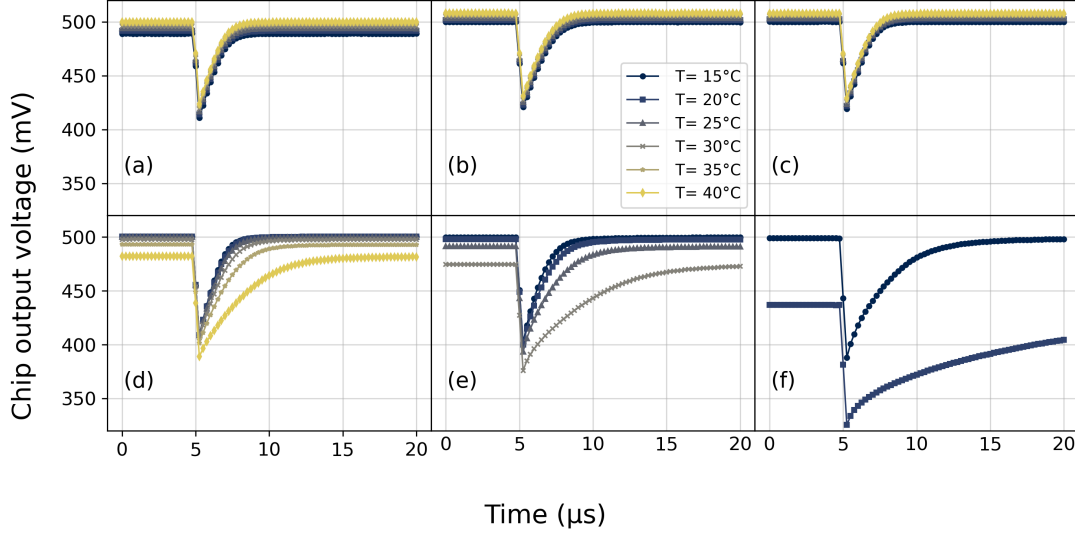 Chip output voltage (mV)
500
450
400
350
(a)
(b)
(c)
T= 15°C
T= 20°C
T= 25°C
T= 30°C
T= 35°C
T= 40°C
500
450
400
350
(d)
(e)
(f)
0 5 10 15 20
0 5 10 15 20
0 5 10 15 20
Time (μs)